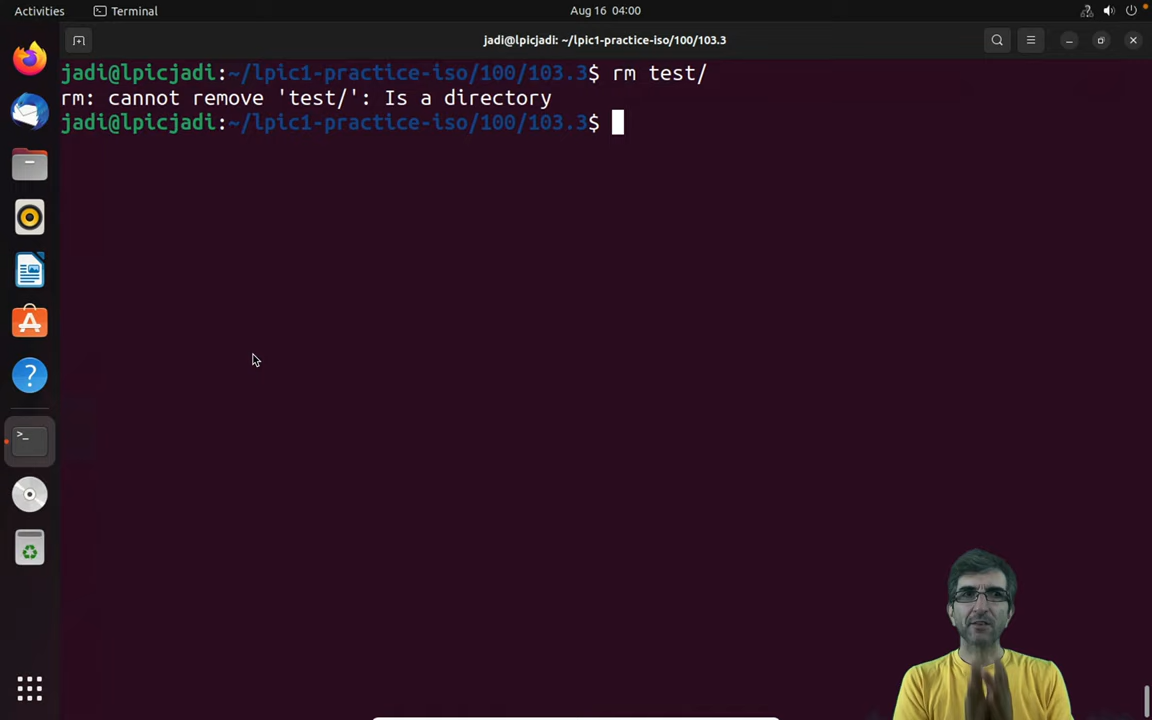 Activities Terminal Aug 16 04:00
jadi@lpicjadi: ~/lpic1-practice-iso/100/103.3
jadi@lpicjadi:~/lpic1-practice-iso/100/103.3$ rm test/
rm: cannot remove 'test/': Is a directory
jadi@lpicjadi:~/lpic1-practice-iso/100/103.3$